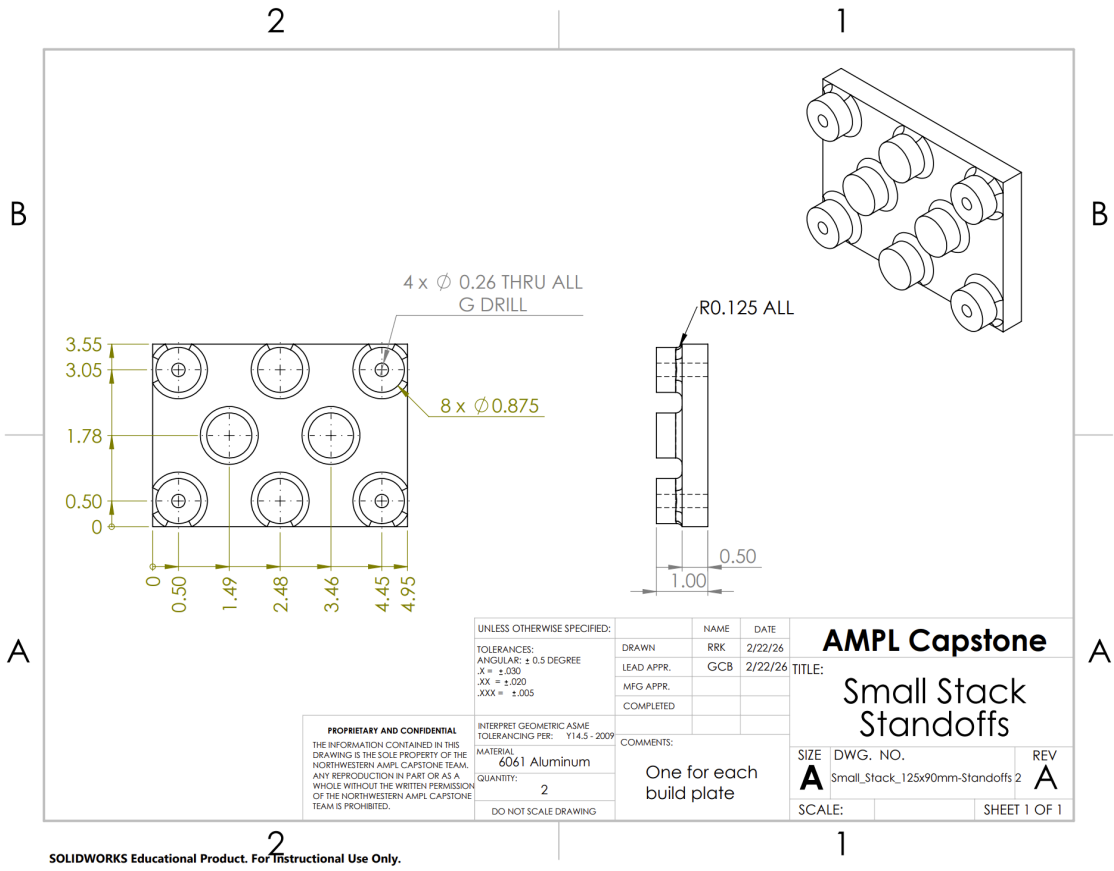 2
1
B
B
4 x ∅ 0.26 THRU ALL
G DRILL
R0.125 ALL
8 x ∅0.875
3.55
3.05
1.78
0.50
0
0
0.50
1.49
2.48
3.46
4.45
4.95
0.50
1.00
A
A
UNLESS OTHERWISE SPECIFIED:
TOLERANCES:
ANGULAR: ± 0.5 DEGREE
.X = ±.030
.XX = ±.020
.XXX = ±.005
INTERPRET GEOMETRIC ASME
TOLERANCING PER: Y14.5 - 2009
MATERIAL
6061 Aluminum
QUANTITY:
2
DO NOT SCALE DRAWING
NAME DATE
DRAWN RRK 2/22/26
LEAD APPR. GCB 2/22/26
MFG APPR.
COMPLETED
COMMENTS:
One for each
build plate
AMPL Capstone
TITLE:
Small Stack
Standoffs
SIZE DWG. NO. REV
A Small_Stack_125x90mm-Standoffs 2 A
SCALE: SHEET 1 OF 1
PROPRIETARY AND CONFIDENTIAL
THE INFORMATION CONTAINED IN THIS
DRAWING IS THE SOLE PROPERTY OF THE
NORTHWESTERN AMPL CAPSTONE TEAM.
ANY REPRODUCTION IN PART OR AS A
WHOLE WITHOUT THE WRITTEN PERMISSION
OF THE NORTHWESTERN AMPL CAPSTONE
TEAM IS PROHIBITED.
2
1
SOLIDWORKS Educational Product. For Instructional Use Only.